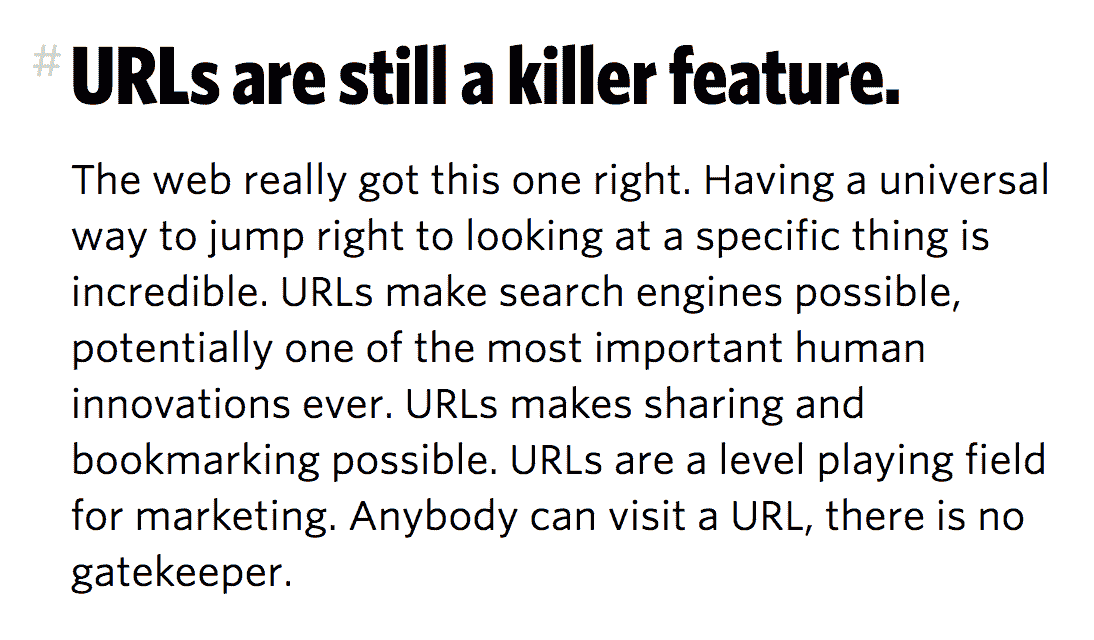 # URLs are still a killer feature.
The web really got this one right. Having a universal
way to jump right to looking at a specific thing is
incredible. URLs make search engines possible,
potentially one of the most important human
innovations ever. URLs makes sharing and
bookmarking possible. URLs are a level playing field
for marketing. Anybody can visit a URL, there is no
gatekeeper.